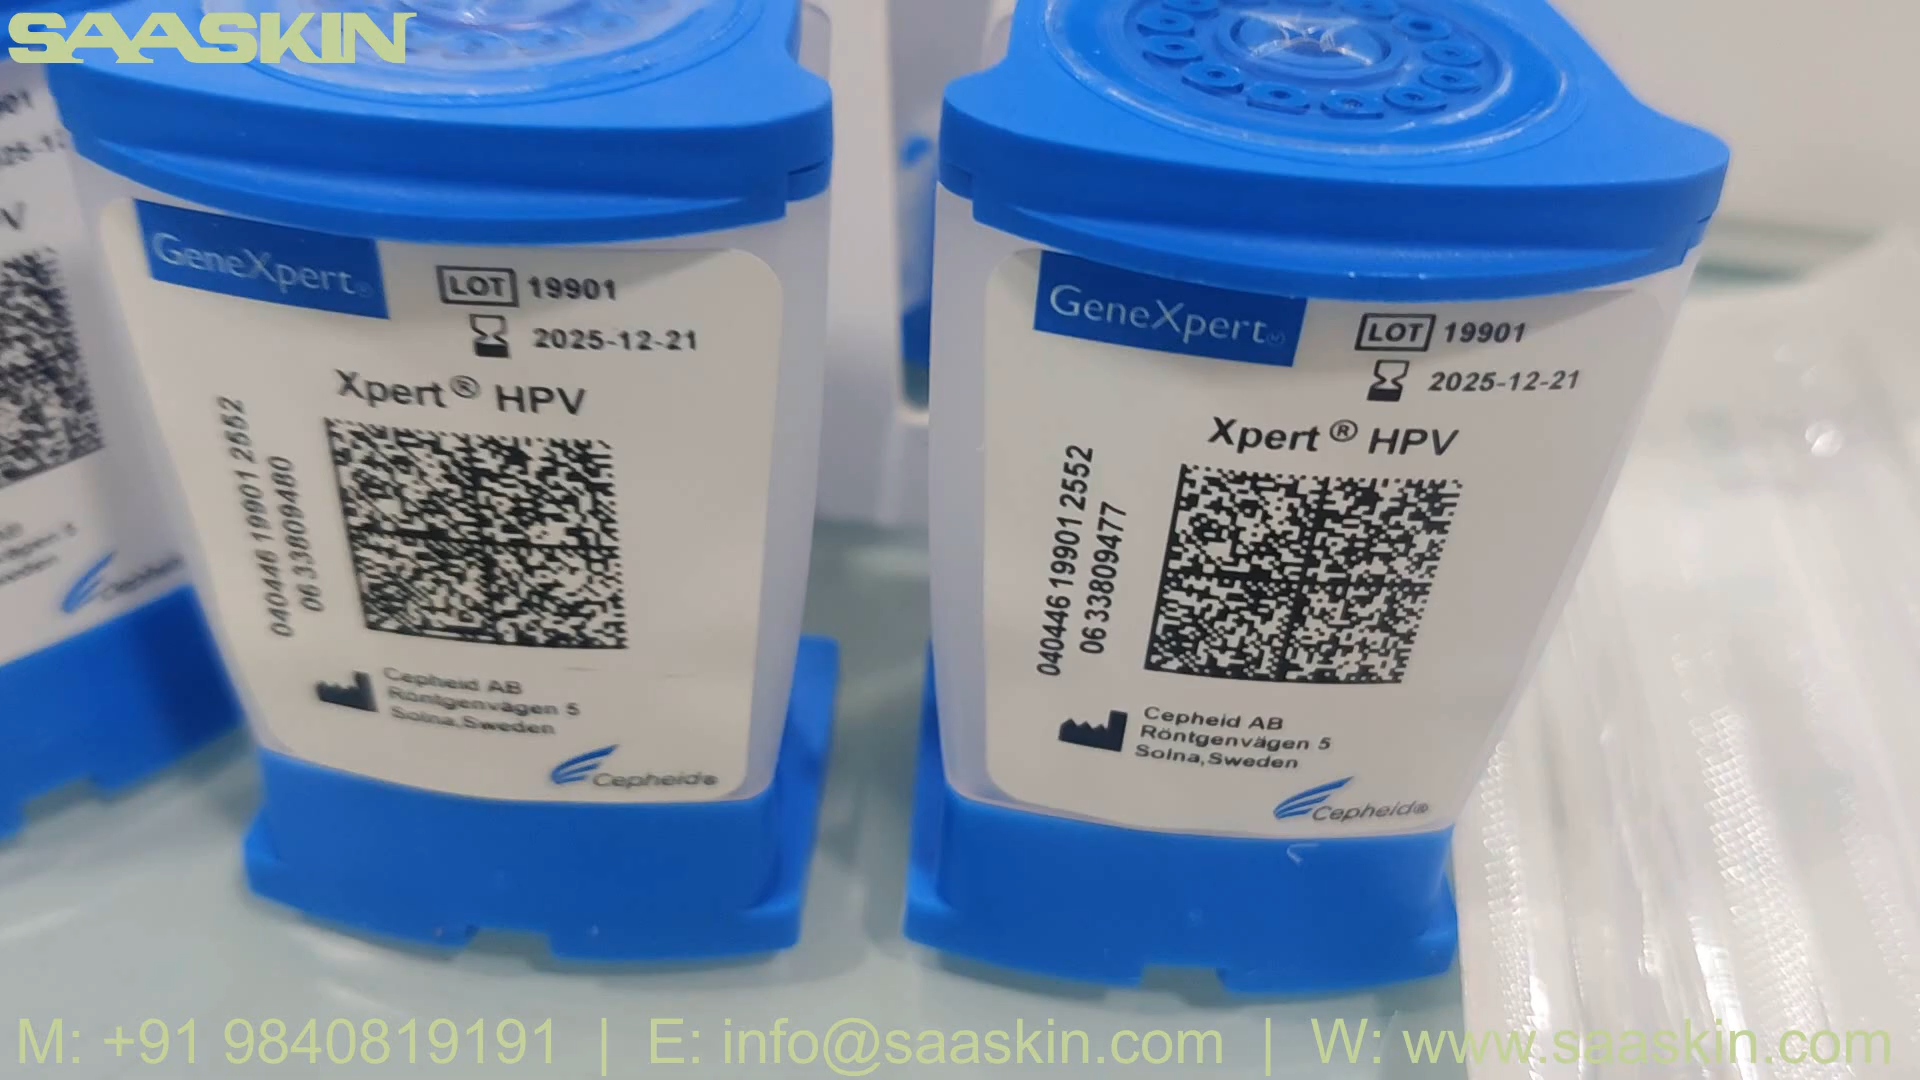 SAASKIN
GeneXpert®
LOT 19901
2025-12-21
Xpert® HPV
040446 19901 2552
06 33809480
Cepheid AB
Röntgenvägen 5
Solna,Sweden
Cepheid®
GeneXpert®
LOT 19901
2025-12-21
Xpert® HPV
040446 19901 2552
06 33809477
Cepheid AB
Röntgenvägen 5
Solna,Sweden
Cepheid®
M: +91 9840819191 | E: info@saaskin.com | W: www.saaskin.com